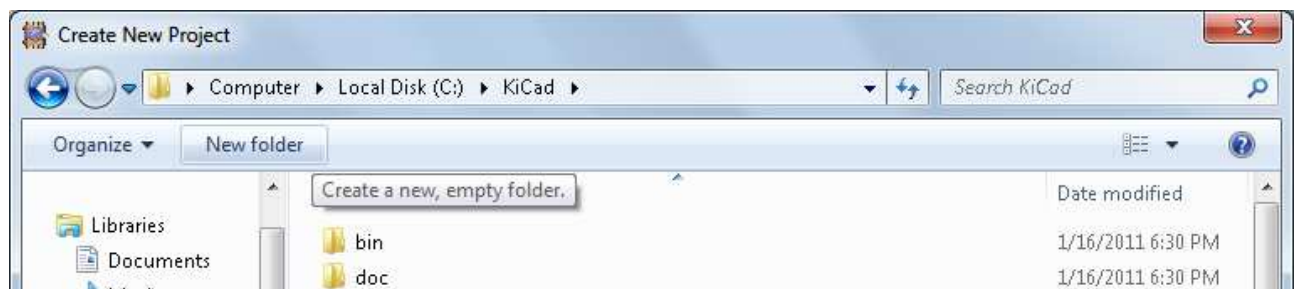 Create New Project
Computer Local Disk (C:) KiCad Search KiCad
Organize New folder
Create a new, empty folder. Date modified
Libraries
bin 1/16/2011 6:30 PM
Documents
doc 1/16/2011 6:30 PM